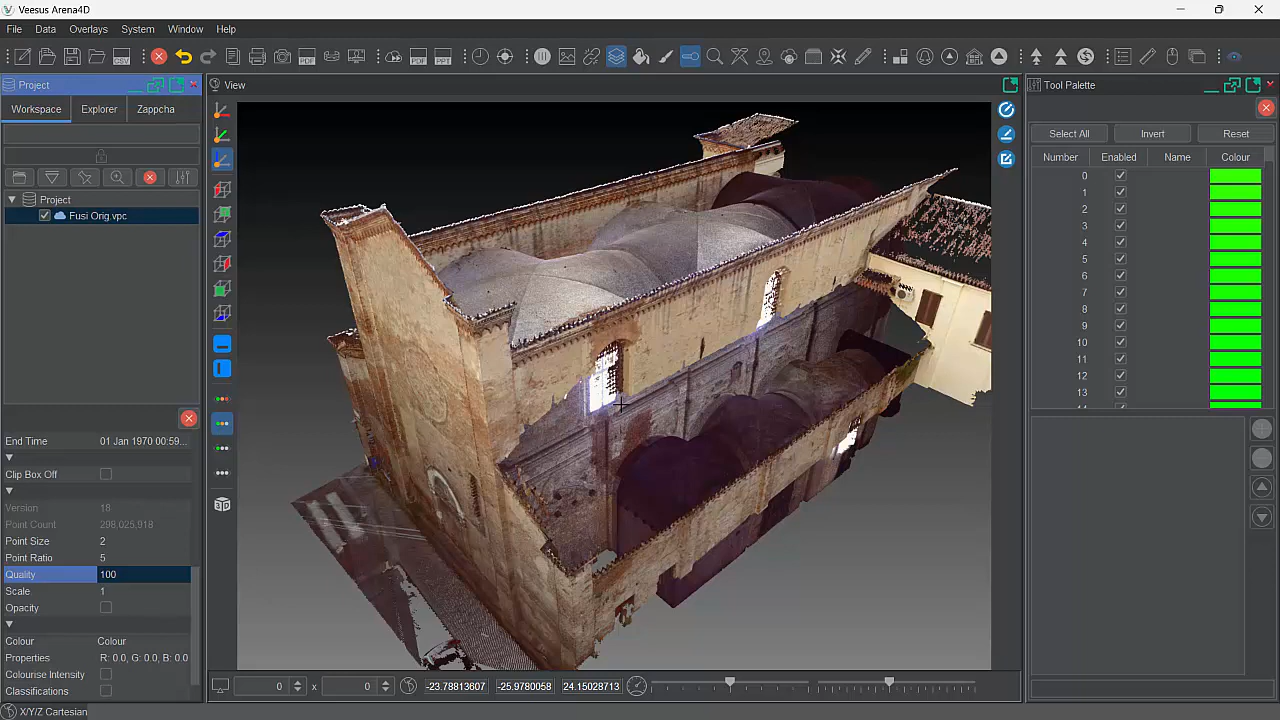 Veesus Arena4D
File Data Overlays System Window Help
CSV PDF PDF PPT
Project
Workspace Explorer Zappcha
Project
Fusi Orig.vpc
End Time 01 Jan 1970 00:59...
Clip Box Off
Version 18
Point Count 298,025,918
Point Size 2
Point Ratio 5
Quality 100
Scale 1
Opacity
Colour Colour
Properties R: 0.0, G: 0.0, B: 0.0
Colourise Intensity
Classifications
X/Y/Z Cartesian
View
0 x 0 -23.78813607 -25.9780058 24.15028713
Tool Palette
Select All Invert Reset
Number Enabled Name Colour
0
1
2
3
4
5
6
7
8
9
10
11
12
13